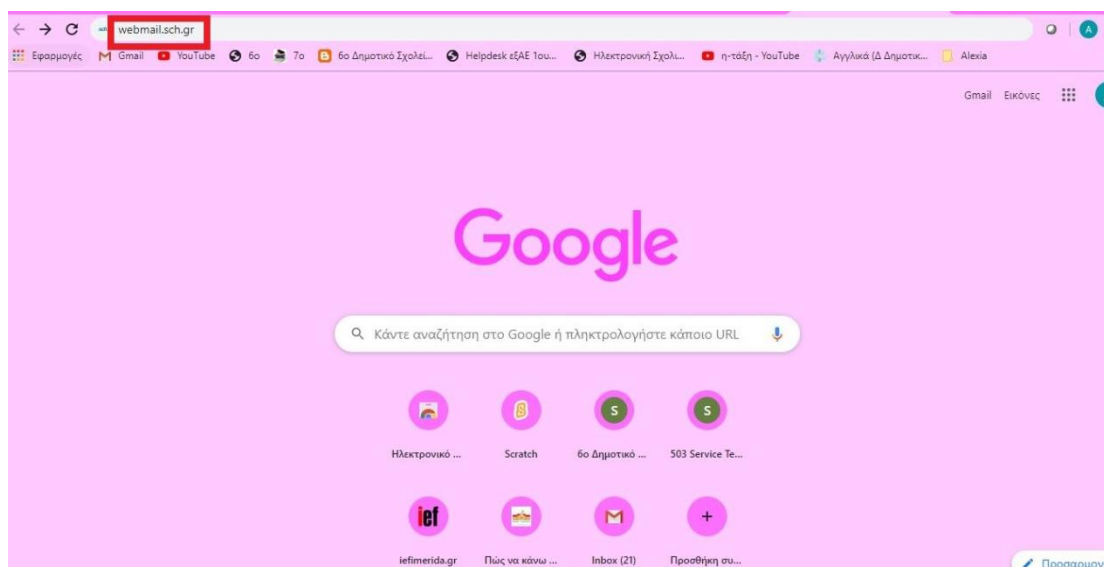 webmail.sch.gr
A
Εφαρμογές Gmail YouTube 6ο 7ο 6ο Δημοτικό Σχολεί... Helpdesk εξΑΕ 1ου... Ηλεκτρονική Σχολι... η-τάξη - YouTube Αγγλικά (Δ Δημοτικ... Alexia
Gmail Εικόνες
Google
Κάντε αναζήτηση στο Google ή πληκτρολογήστε κάποιο URL
S S
Ηλεκτρονικό ... Scratch 6ο Δημοτικό ... 503 Service Te...
ief
iefimerida.gr Πώς να κάνω ... Inbox (21) Προσθήκη συ...